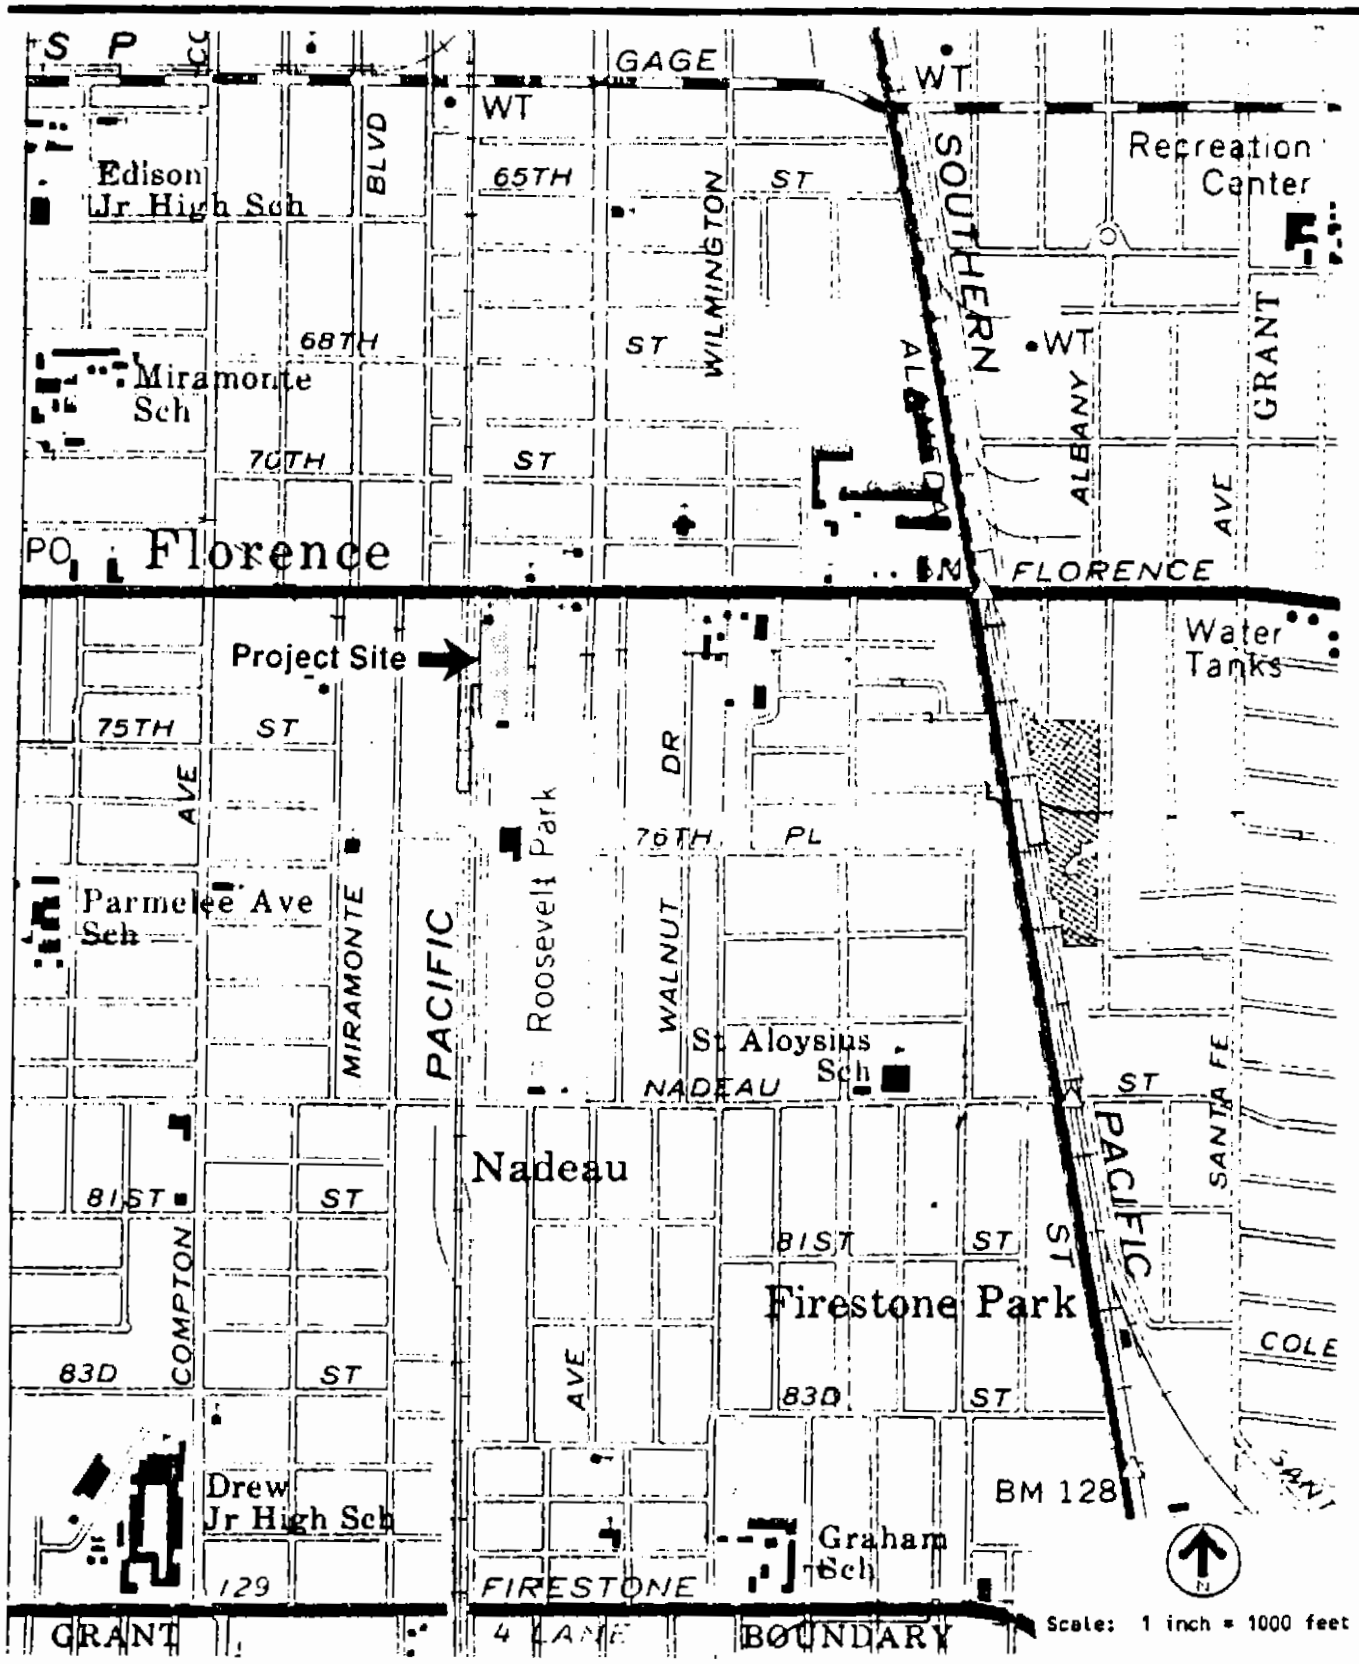 S P
GAGE
WT
WT
SOUTHERN
Recreation
Center
BLVD
Edison
Jr High Sch
65TH ST
WILMINGTON
68TH ST
WT
GRANT
Miramonte
Sch
ALAMEDA
ALBANY
70TH ST
AVE
PO
Florence
BM
FLORENCE
Project Site
Water
Tanks
75TH ST
DR
AVE
Roosevelt Park
76TH PL
Parmelee Ave
Sch
MIRAMONTE
PACIFIC
WALNUT
St Aloysius
Sch
NADEAU
ST
SANTA FE
PACIFIC
Nadeau
81ST ST
81ST ST
ST
COMPTON
Firestone Park
COLE
83D ST
AVE
83D ST
SANT
Drew
Jr High Sch
BM 128
Graham
Sch
129
FIRESTONE
N
Scale: 1 inch = 1000 feet
GRANT
4 LANE
BOUNDARY